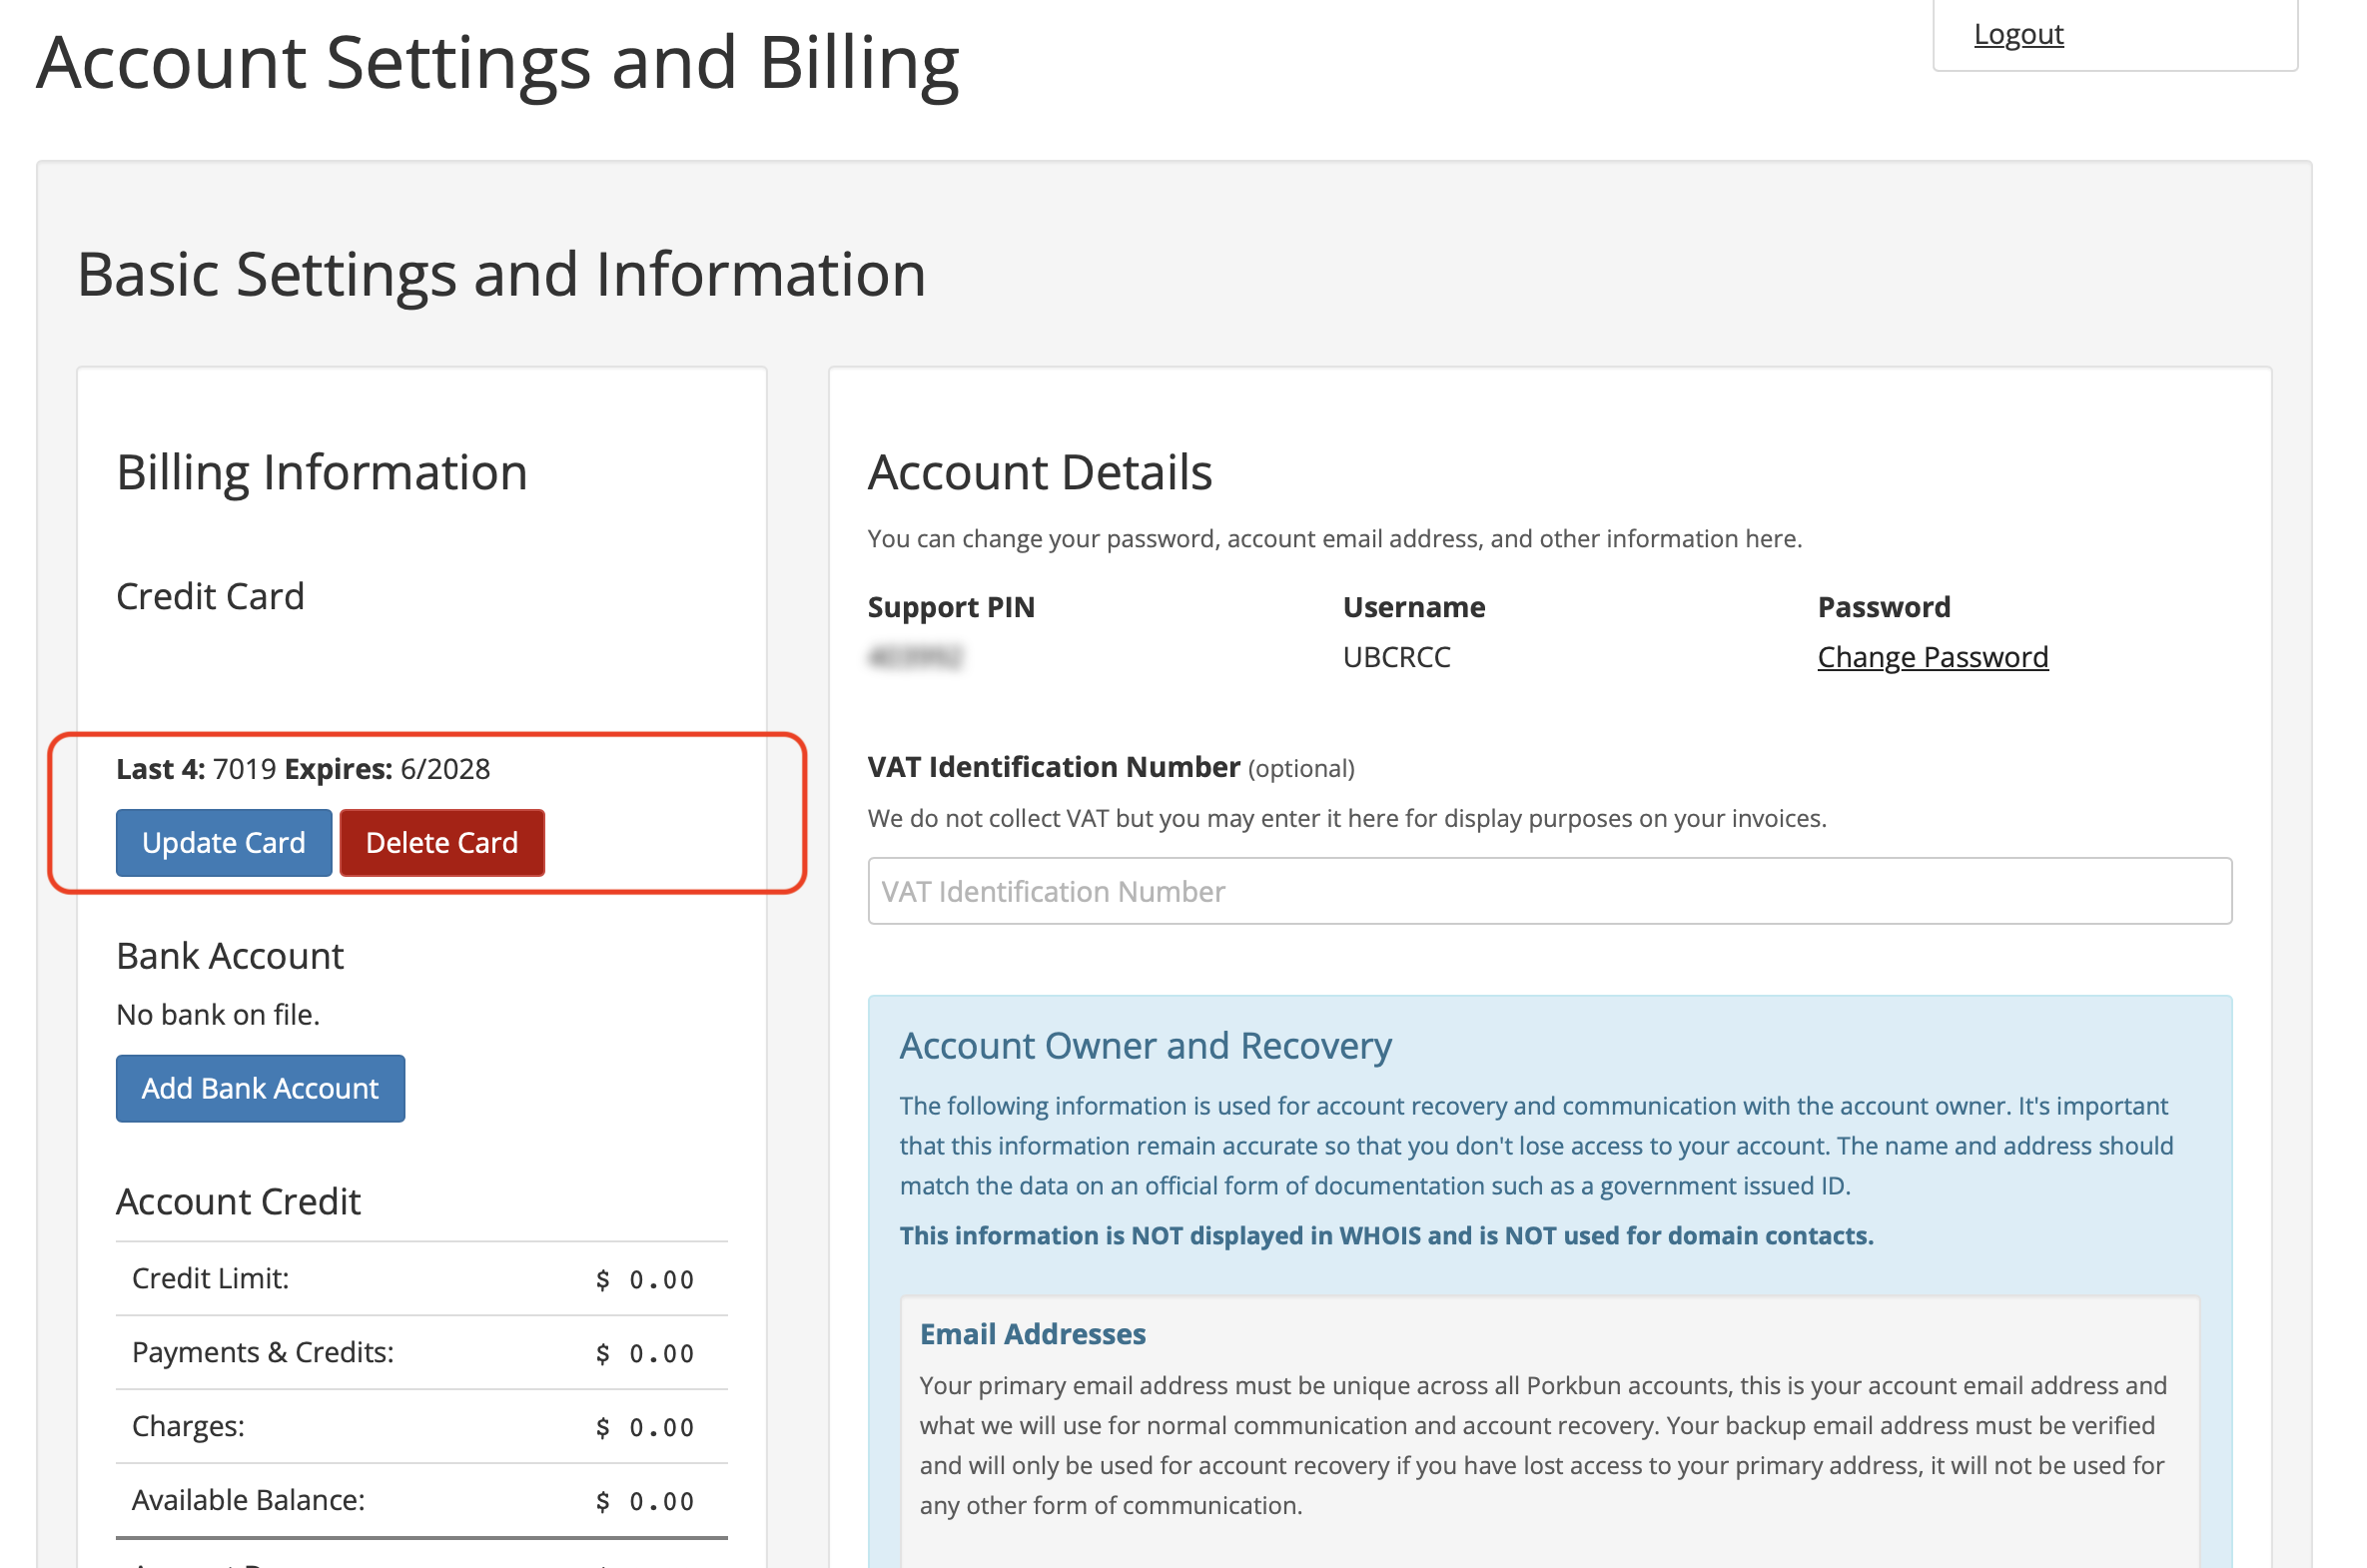 Logout
Account Settings and Billing
Basic Settings and Information
Billing Information
Credit Card
Last 4: 7019 Expires: 6/2028
Update Card Delete Card
Bank Account
No bank on file.
Add Bank Account
Account Credit
Credit Limit: $ 0.00
Payments & Credits: $ 0.00
Charges: $ 0.00
Available Balance: $ 0.00
Account Details
You can change your password, account email address, and other information here.
Support PIN Username Password
UBCRCC Change Password
VAT Identification Number (optional)
We do not collect VAT but you may enter it here for display purposes on your invoices.
VAT Identification Number
Account Owner and Recovery
The following information is used for account recovery and communication with the account owner. It's important
that this information remain accurate so that you don't lose access to your account. The name and address should
match the data on an official form of documentation such as a government issued ID.
This information is NOT displayed in WHOIS and is NOT used for domain contacts.
Email Addresses
Your primary email address must be unique across all Porkbun accounts, this is your account email address and
what we will use for normal communication and account recovery. Your backup email address must be verified
and will only be used for account recovery if you have lost access to your primary address, it will not be used for
any other form of communication.